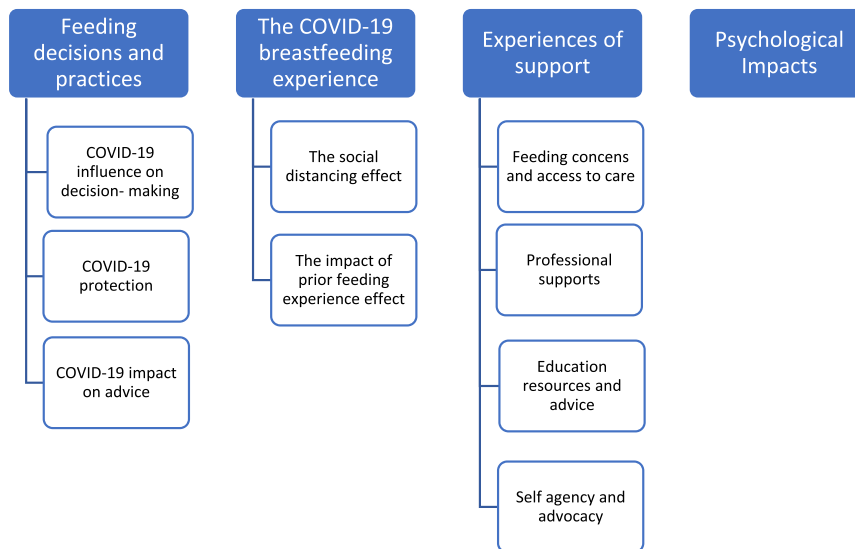 Feeding
decisions and
practices
COVID-19
influence on
decision- making
COVID-19
protection
COVID-19 impact
on advice
The COVID-19
breastfeeding
experience
The social
distancing effect
The impact of
prior feeding
experience effect
Experiences of
support
Feeding concens
and access to care
Professional
supports
Education
resources and
advice
Self agency and
advocacy
Psychological
Impacts